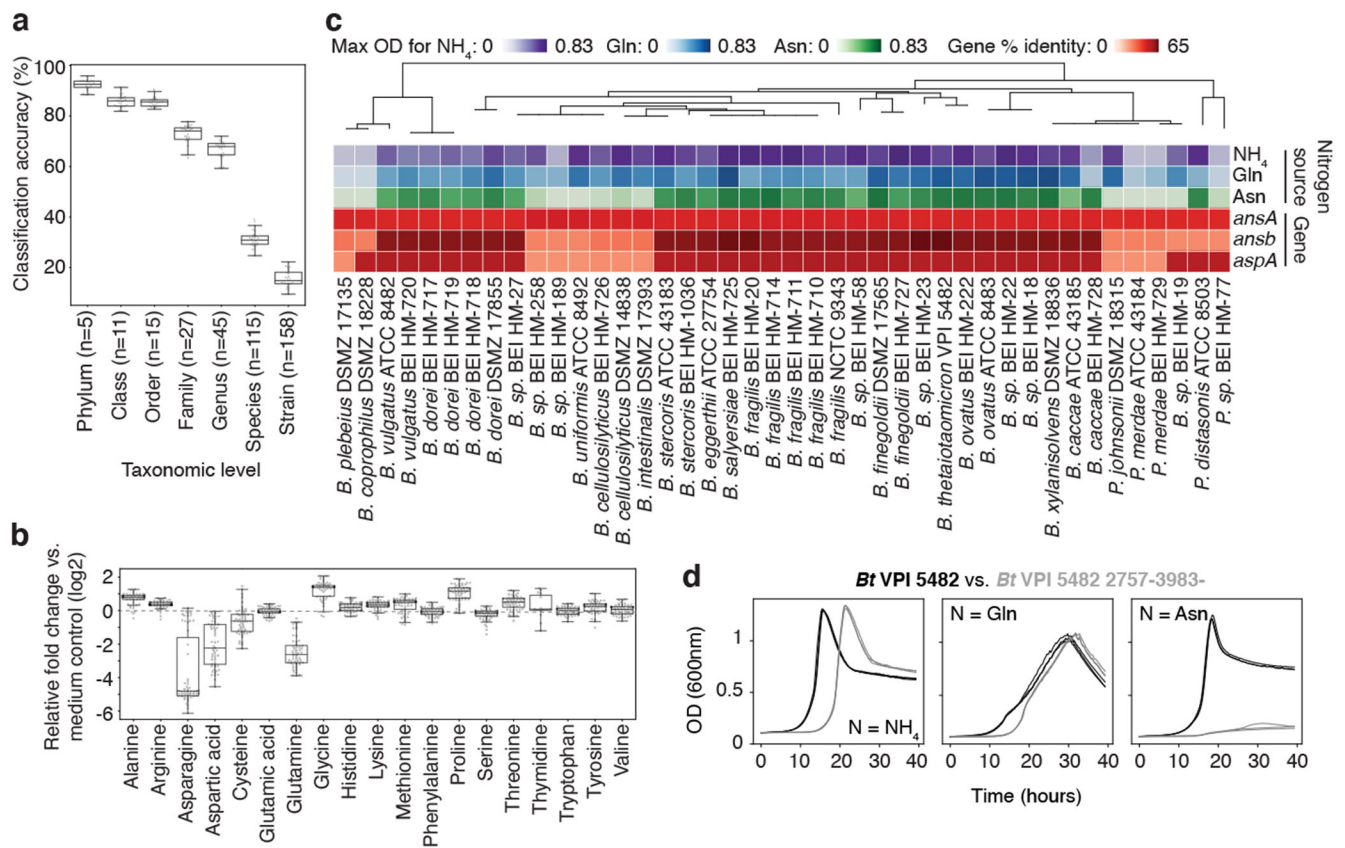 a
Classification accuracy (%)
100
80
60
40
20
Phylum (n=5)
Class (n=11)
Order (n=15)
Family (n=27)
Genus (n=45)
Species (n=115)
Strain (n=158)
Taxonomic level
c
Max OD for NH4: 0 0.83 Gln: 0 0.83 Asn: 0 0.83 Gene % identity: 0 65
NH4
Gln
Asn
Nitrogen
source
ansA
ansb
aspA
Gene
B. plebeius DSMZ 17135
B. coprophilus DSMZ 18228
B. vulgatus ATCC 8482
B. vulgatus BEI HM-720
B. dorei BEI HM-717
B. dorei BEI HM-719
B. dorei BEI HM-718
B. dorei DSMZ 17855
B. sp. BEI HM-27
B. sp. BEI HM-258
B. sp. BEI HM-189
B. uniformis ATCC 8492
B. cellulosilyticus BEI HM-726
B. cellulosilyticus DSMZ 14838
B. intestinalis DSMZ 17393
B. stercoris ATCC 43183
B. stercoris BEI HM-1036
B. eggerthii ATCC 27754
B. salyersiae BEI HM-725
B. fragilis BEI HM-20
B. fragilis BEI HM-714
B. fragilis BEI HM-711
B. fragilis BEI HM-710
B. fragilis NCTC 9343
B. sp. BEI HM-58
B. finegoldii DSMZ 17565
B. finegoldii BEI HM-727
B. sp. BEI HM-23
B. thetaiotaomicron VPI 5482
B. ovatus BEI HM-222
B. ovatus ATCC 8483
B. sp. BEI HM-22
B. sp. BEI HM-18
B. xylanisolvens DSMZ 18836
B. caccae ATCC 43185
B. caccae BEI HM-728
P. johnsonii DSMZ 18315
P. merdae ATCC 43184
P. merdae BEI HM-729
B. sp. BEI HM-19
P. distasonis ATCC 8503
P. sp. BEI HM-77
b
Relative fold change vs.
medium control (log2)
2
0
-2
-4
-6
Alanine
Arginine
Asparagine
Aspartic acid
Cysteine
Glutamic acid
Glutamine
Glycine
Histidine
Lysine
Methionine
Phenylalanine
Proline
Serine
Threonine
Thymidine
Tryptophan
Tyrosine
Valine
d
Bt VPI 5482 vs. Bt VPI 5482 2757-3983-
OD (600nm)
1
0.5
0
N = NH4
N = Gln
N = Asn
0 10 20 30 40
0 10 20 30 40
0 10 20 30 40
Time (hours)